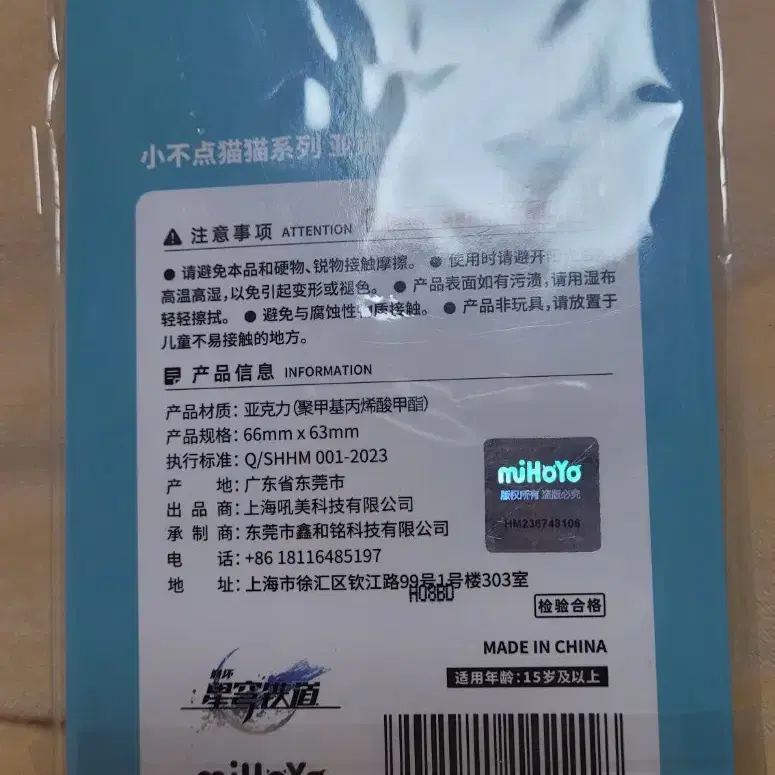 小不点猫猫系列 亚
注意事项 ATTENTION
● 请避免本品和硬物、锐物接触摩擦。 ● 使用时请避开
高温高湿,以免引起变形或褪色。 ● 产品表面如有污渍,请用湿布
轻轻擦拭。 ● 避免与腐蚀性物质接触。 ● 产品非玩具,请放置于
儿童不易接触的地方。
产品信息 INFORMATION
产品材质: 亚克力(聚甲基丙烯酸甲酯)
产品规格: 66mm x 63mm
执行标准: Q/SHHM 001-2023
产 地: 广东省东莞市
出 品 商: 上海吼美科技有限公司
承 制 商: 东莞市鑫和铭科技有限公司
电 话: +86 18116485197
地 址: 上海市徐汇区钦江路99号1号楼303室
miHoYo
版权所有 盗版必究
HM236743106
H08B0
检验合格
MADE IN CHINA
适用年龄:15岁及以上
崩坏
星穹铁道
miHoYo